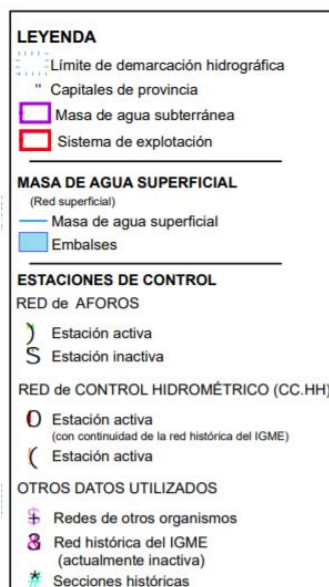 LEYENDA
Límite de demarcación hidrográfica
" Capitales de provincia
Masa de agua subterránea
Sistema de explotación
MASA DE AGUA SUPERFICIAL
(Red superficial)
Masa de agua superficial
Embalses
ESTACIONES DE CONTROL
RED de AFOROS
) Estación activa
S Estación inactiva
RED de CONTROL HIDROMÉTRICO (CC.HH)
O Estación activa
(con continuidad de la red histórica del IGME)
( Estación activa
OTROS DATOS UTILIZADOS
$ Redes de otros organismos
8 Red histórica del IGME
(actualmente inactiva)
* Secciones históricas